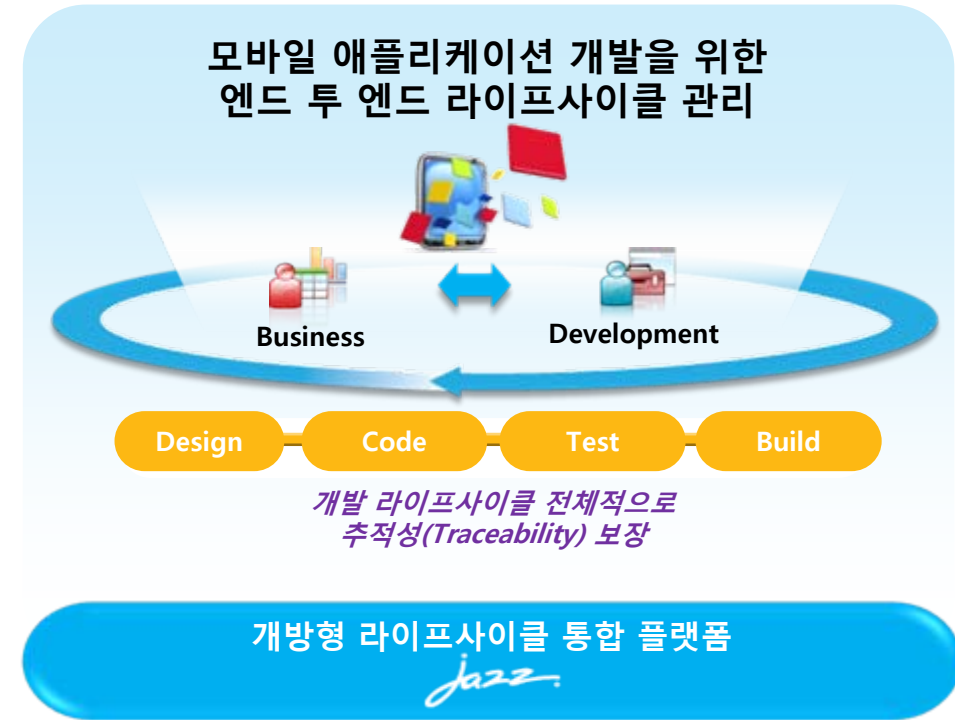 모바일 애플리케이션 개발을 위한
엔드 투 엔드 라이프사이클 관리
Business
Development
Design
Code
Test
Build
개발 라이프사이클 전체적으로
추적성(Traceability) 보장
개방형 라이프사이클 통합 플랫폼
jazz